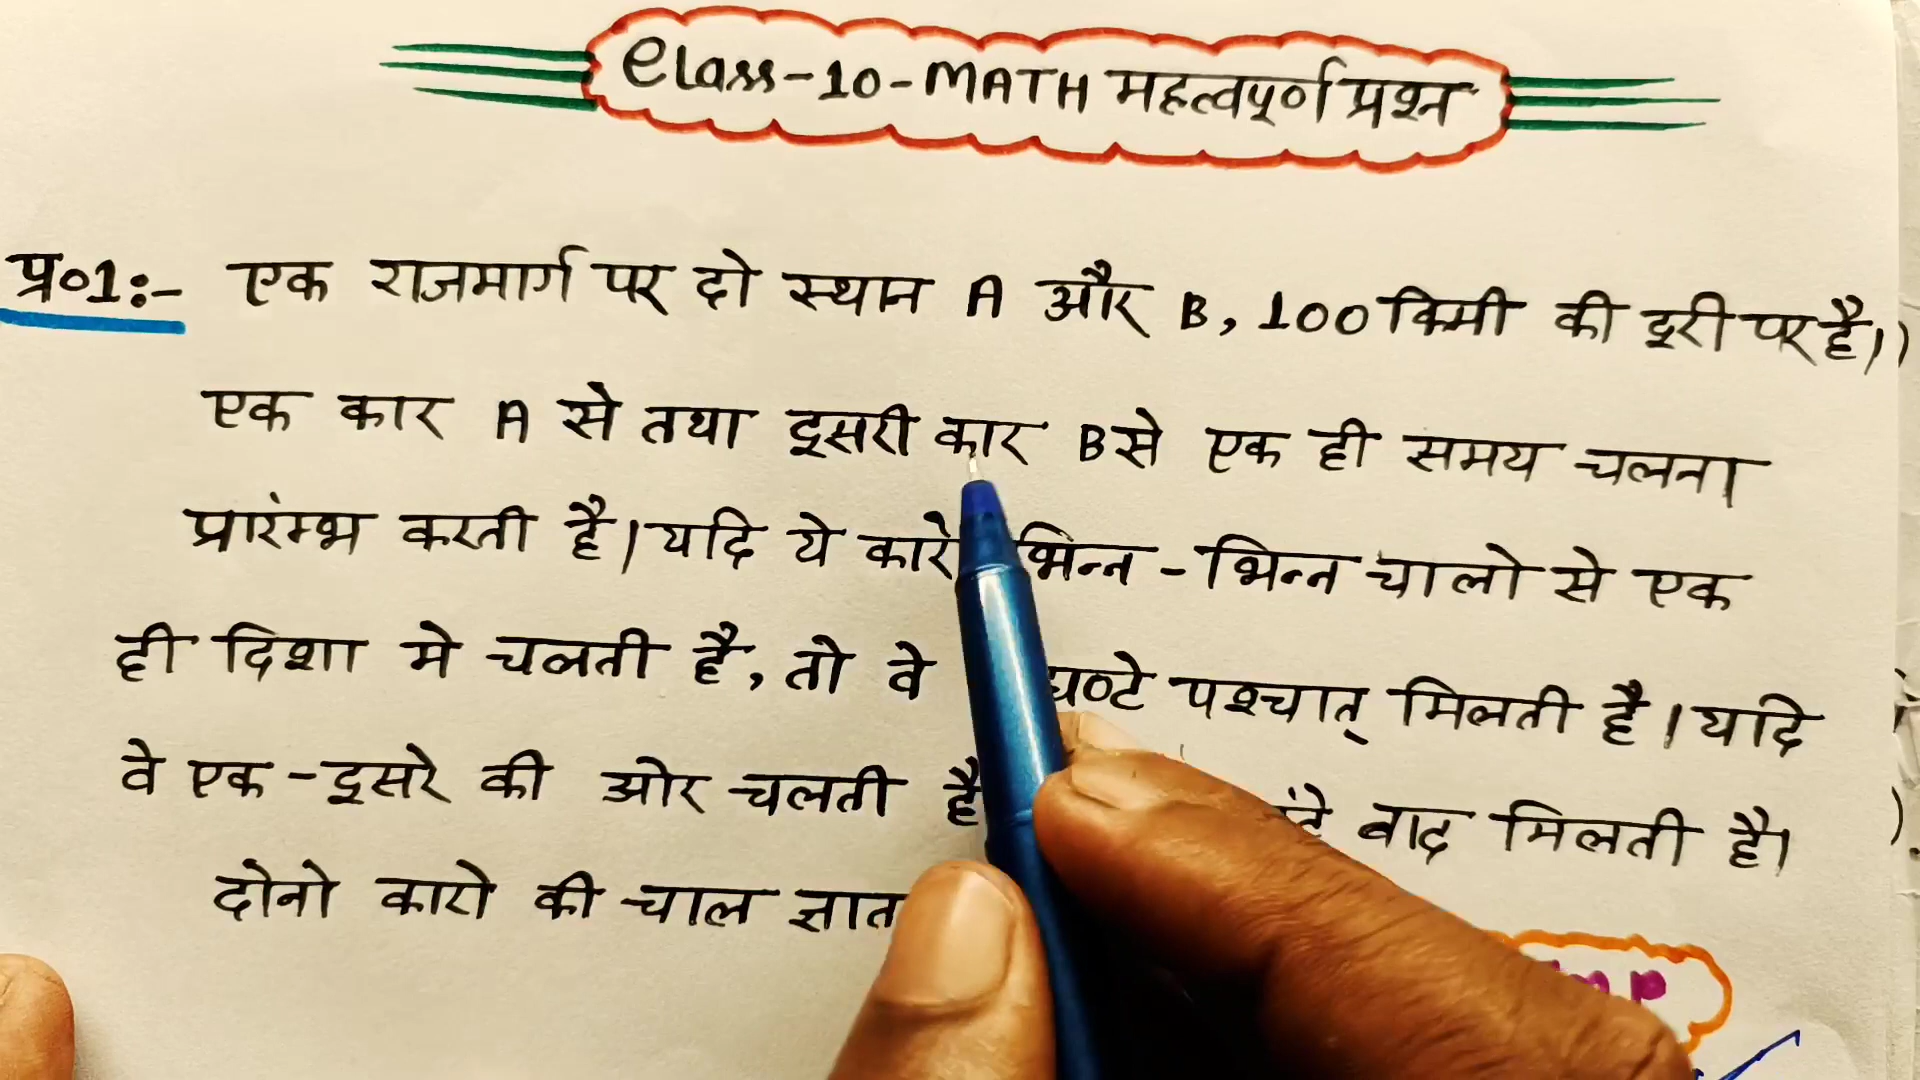 Class-10-MATH महत्वपूर्ण प्रश्न
प्र०1:- एक राजमार्ग पर दो स्थान A और B, 100 किमी की दूरी पर है।
एक कार A से तथा दूसरी कार B से एक ही समय चलना
प्रारंम्भ करती है। यदि ये कारे भिन्न-भिन्न चालो से एक
ही दिशा मे चलती है, तो वे घण्टे पश्चात् मिलती है। यदि
वे एक-दूसरे की ओर चलती है बाद मिलती है।
दोनो कारो की चाल ज्ञात